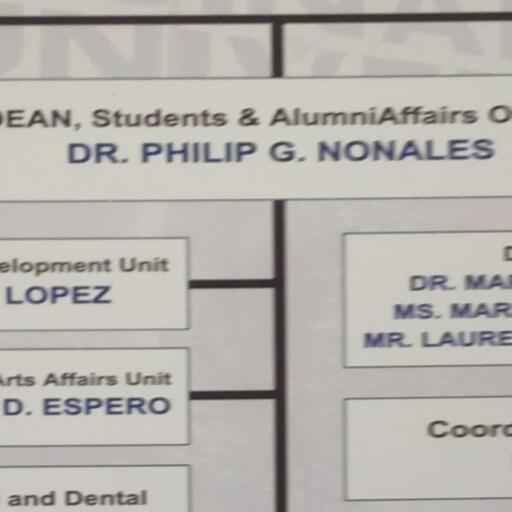 DEAN, Students & AlumniAffairs O
DR. PHILIP G. NONALES
elopment Unit
LOPEZ
Arts Affairs Unit
D. ESPERO
and Dental
DR. MAR
MS. MAR
MR. LAURE
Coord